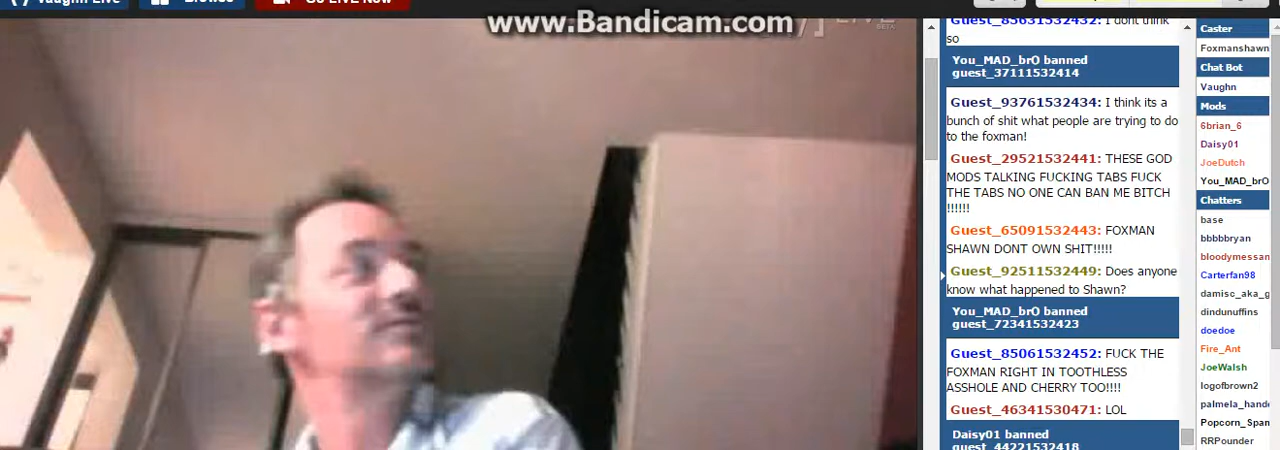 Vaughn Live
Browse
Go LIVE Now
www.Bandicam.com
LIVE
BETA
Guest_85631532432: I dont think
so
You_MAD_brO banned
guest_37111532414
Guest_93761532434: I think its a
bunch of shit what people are trying to do
to the foxman!
Guest_29521532441: THESE GOD
MODS TALKING FUCKING TABS FUCK
THE TABS NO ONE CAN BAN ME BITCH
!!!!!!
Guest_65091532443: FOXMAN
SHAWN DONT OWN SHIT!!!!!
Guest_92511532449: Does anyone
know what happened to Shawn?
You_MAD_brO banned
guest_72341532423
Guest_85061532452: FUCK THE
FOXMAN RIGHT IN TOOTHLESS
ASSHOLE AND CHERRY TOO!!!!
Guest_46341530471: LOL
Daisy01 banned
guest_44221532418
Caster
Foxmanshawn
Chat Bot
Vaughn
Mods
6brian_6
Daisy01
JoeDutch
You_MAD_brO
Chatters
base
bbbbbryan
bloodymessan
Carterfan98
damisc_aka_g
dindunuffins
doedoe
Fire_Ant
JoeWalsh
logofbrown2
palmela_hand
Popcorn_Span
RRPounder